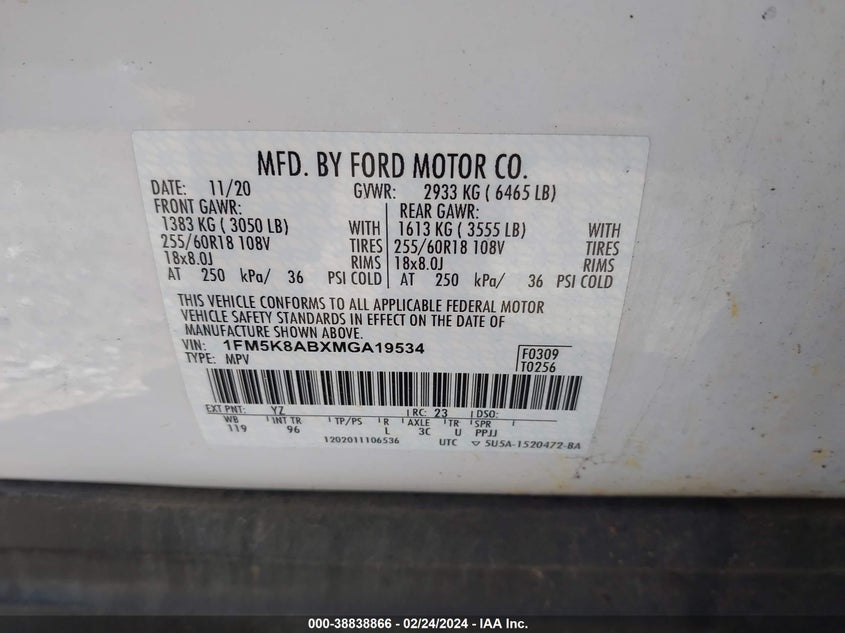 MFD. BY FORD MOTOR CO.
DATE: 11/20 GVWR: 2933 KG ( 6465 LB)
FRONT GAWR: REAR GAWR:
1383 KG ( 3050 LB) WITH 1613 KG ( 3555 LB) WITH
255/60R18 108V TIRES 255/60R18 108V TIRES
18x8.0J RIMS 18x8.0J RIMS
AT 250 kPa/ 36 PSI COLD AT 250 kPa/ 36 PSI COLD
THIS VEHICLE CONFORMS TO ALL APPLICABLE FEDERAL MOTOR
VEHICLE SAFETY STANDARDS IN EFFECT ON THE DATE OF
MANUFACTURE SHOWN ABOVE.
VIN: 1FM5K8ABXMGA19534 F0309
TYPE: MPV T0256
EXT PNT: YZ RC: 23 DSO:
WB INT TR TP/PS R AXLE TR SPR
119 96 L 3C U PPJJ
1202011106536 UTC ▽ 5U5A-1520472-BA
000-38838866 - 02/24/2024 - IAA Inc.